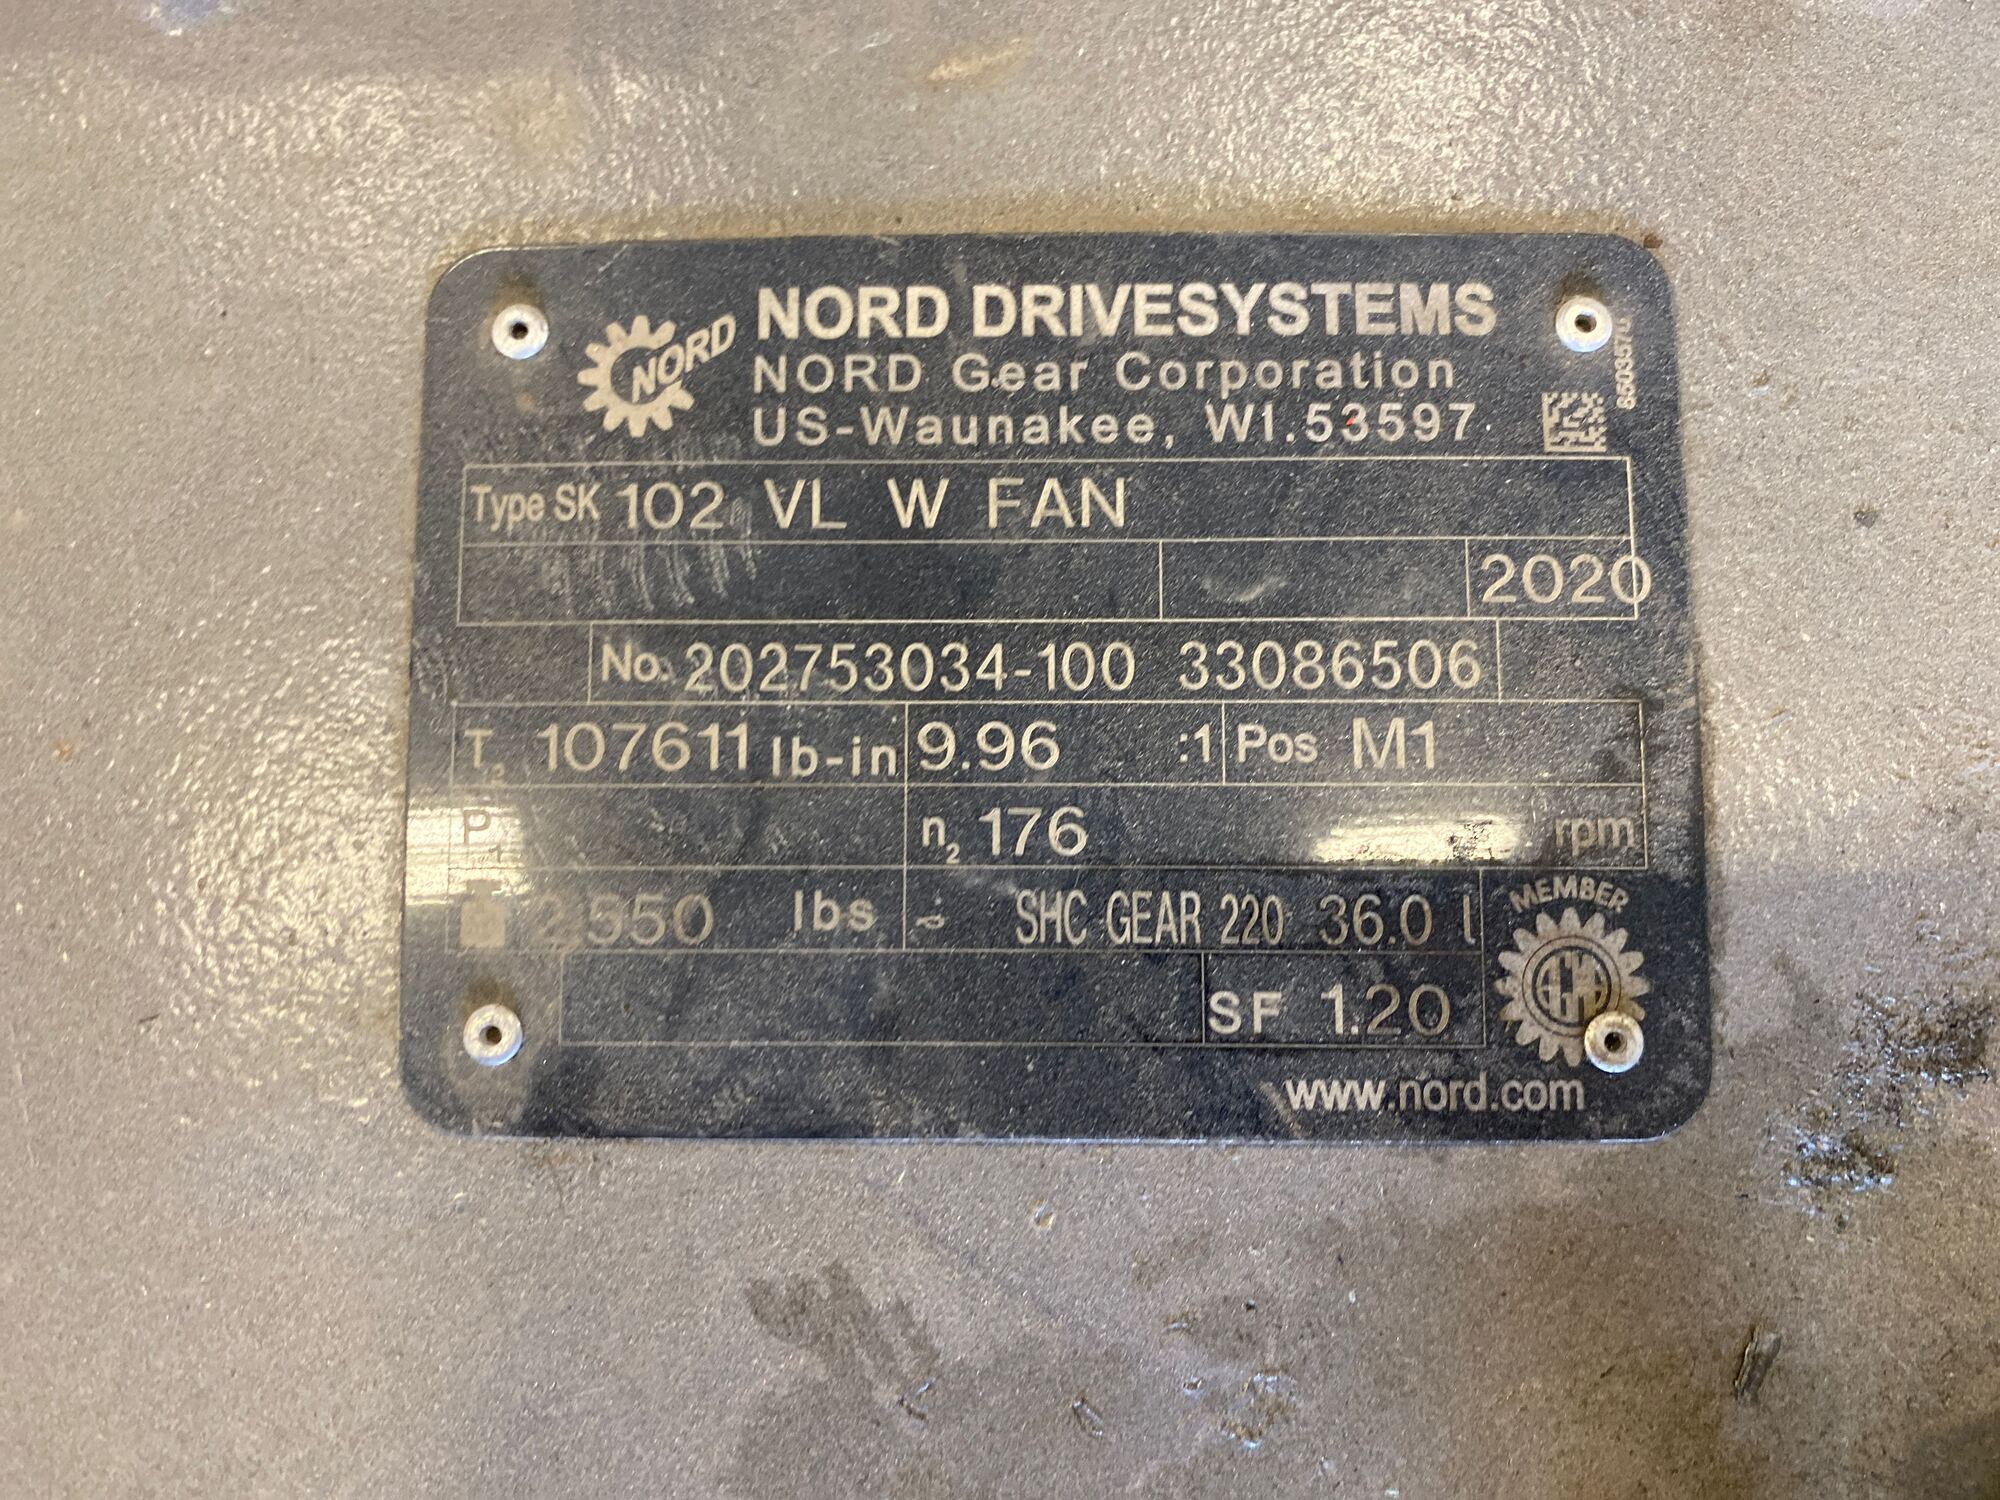 NORD
NORD DRIVESYSTEMS
NORD Gear Corporation
US-Waunakee, WI.53597
Type SK 102 VL W FAN
2020
No. 202753034-100 33086506
T2 107611 lb-in 9.96 :1 Pos M1
P1 n2 176 rpm
2,550 lbs SHC GEAR 220 36.0 l
MEMBER
SF 1.20
www.nord.com